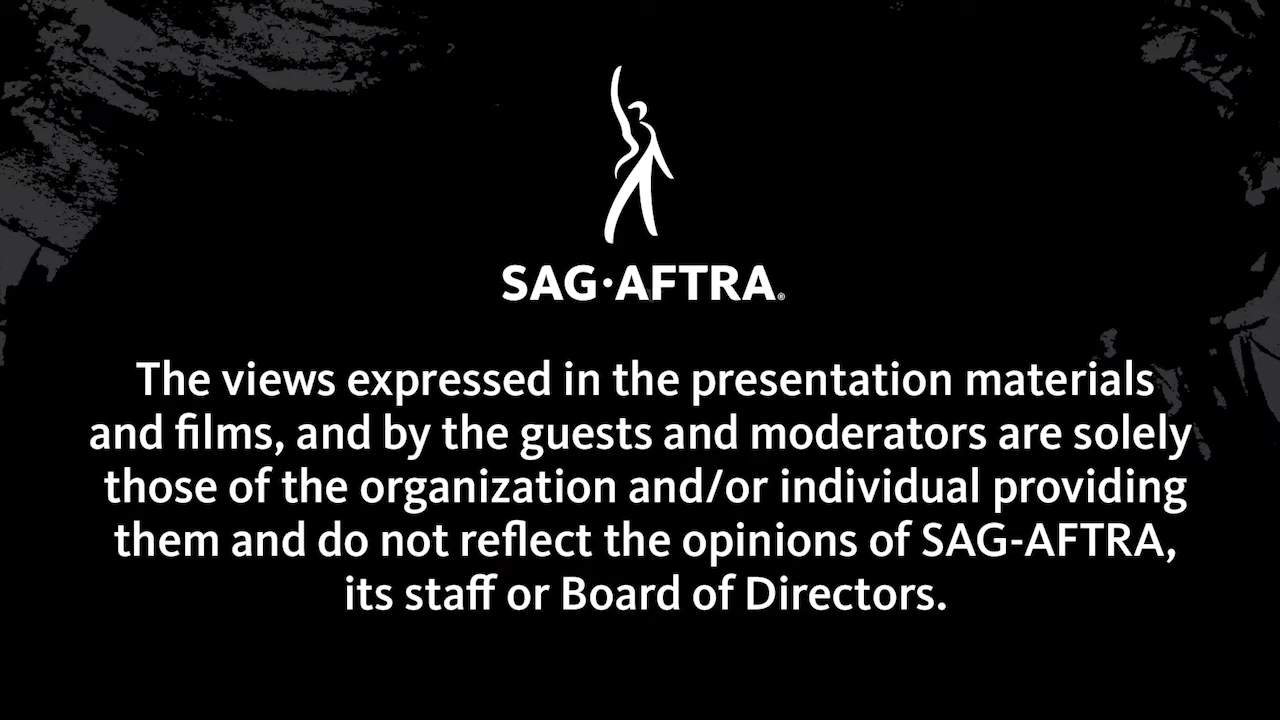 SAG·AFTRA®
The views expressed in the presentation materials
and films, and by the guests and moderators are solely
those of the organization and/or individual providing
them and do not reflect the opinions of SAG-AFTRA,
its staff or Board of Directors.